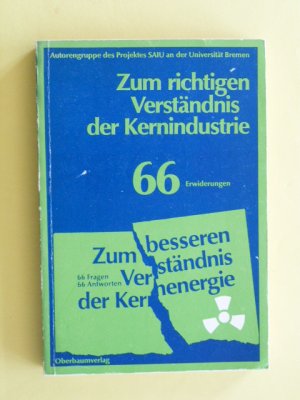 Autorengruppe des Projektes SAIU an der Universität Bremen
Zum richtigen
Verständnis
der Kernindustrie
66 Erwiderungen
Zum besseren
66 Fragen
66 Antworten
Verständnis
der Kernenergie
Oberbaumverlag